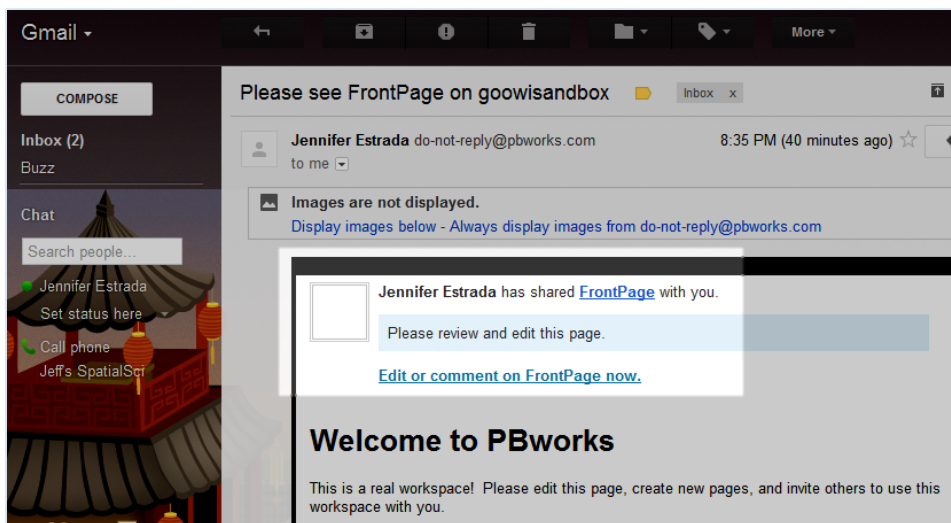 Gmail
More
COMPOSE
Please see FrontPage on goowisandbox
Inbox x
Inbox (2)
Jennifer Estrada do-not-reply@pbworks.com
8:35 PM (40 minutes ago)
to me
Buzz
Images are not displayed.
Display images below - Always display images from do-not-reply@pbworks.com
Chat
Search people...
Jennifer Estrada
Set status here
Call phone
Jeff's SpatialSci
Jennifer Estrada has shared FrontPage with you.
Please review and edit this page.
Edit or comment on FrontPage now.
Welcome to PBworks
This is a real workspace! Please edit this page, create new pages, and invite others to use this
workspace with you.